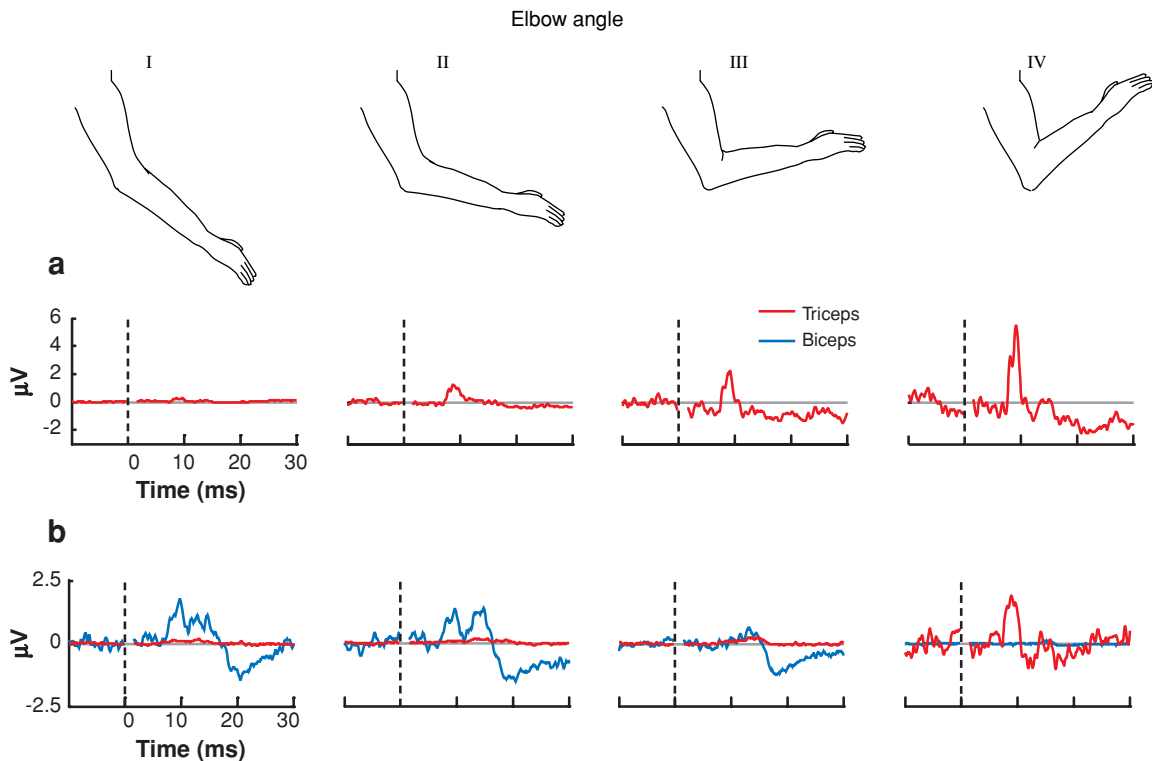 Elbow angle
I II III IV
a
6
4
2
0
-2
μV
Triceps
Biceps
0 10 20 30
Time (ms)
b
2.5
0
-2.5
μV
0 10 20 30
Time (ms)